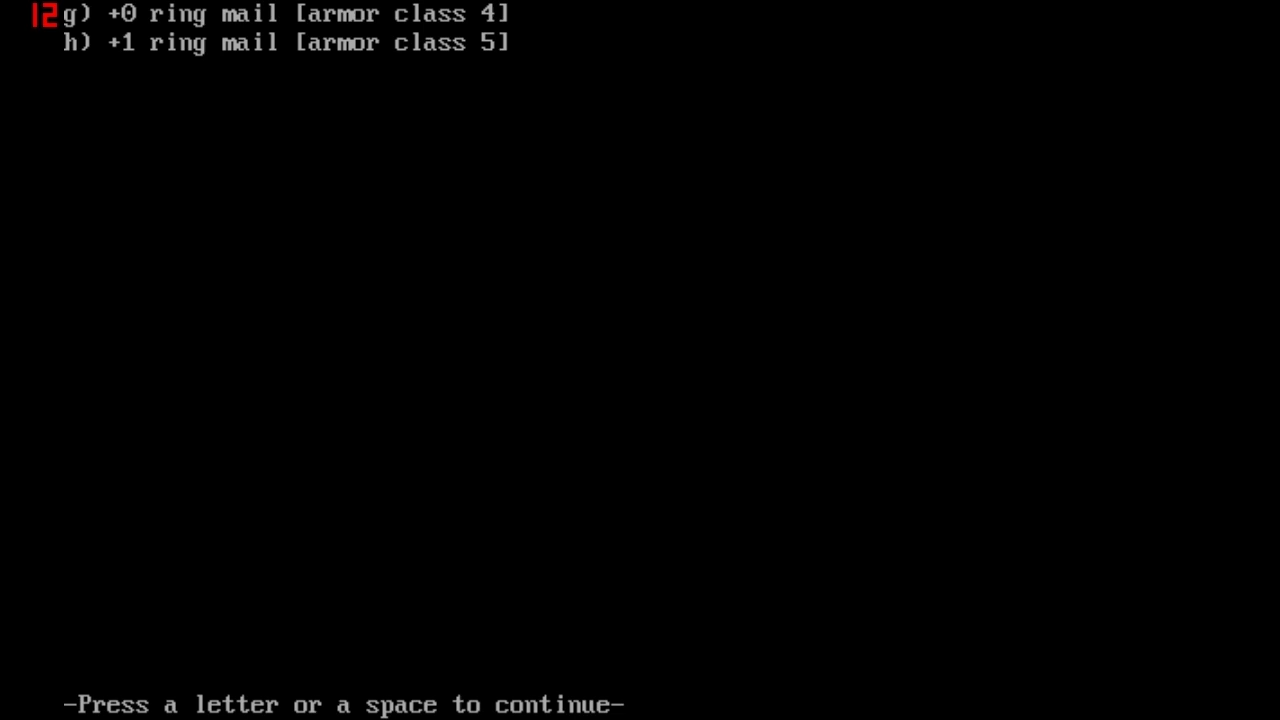 12g) +0 ring mail [armor class 4]
h) +1 ring mail [armor class 5]
-Press a letter or a space to continue-